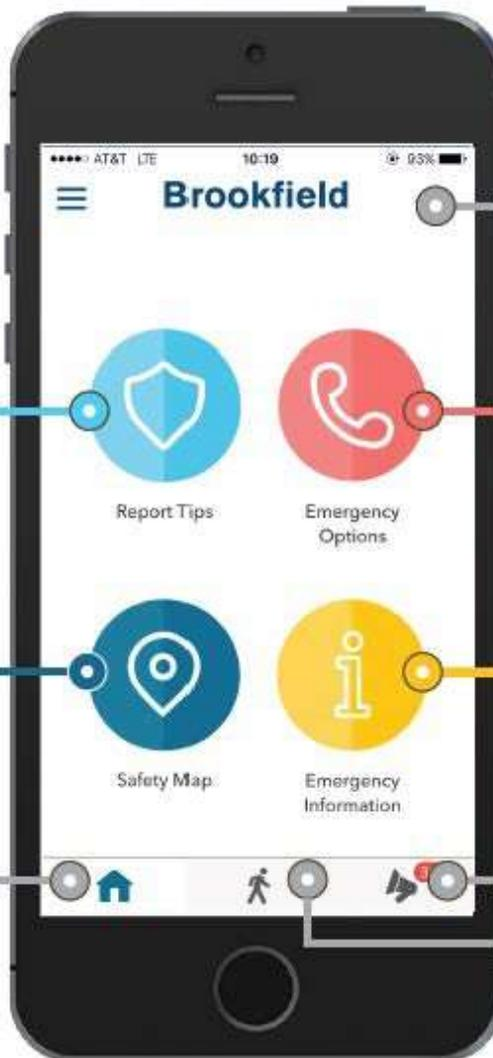 AT&T LTE 10:19 93%
Brookfield
Report Tips
Emergency
Options
Safety Map
Emergency
Information